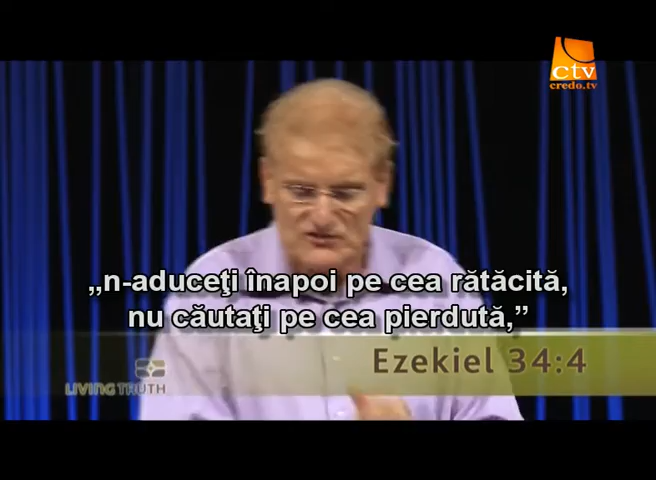 ctv
credo.tv
„n-aduceţi înapoi pe cea rătăcită,
nu căutaţi pe cea pierdută,”
Ezekiel 34:4
LIVING TRUTH